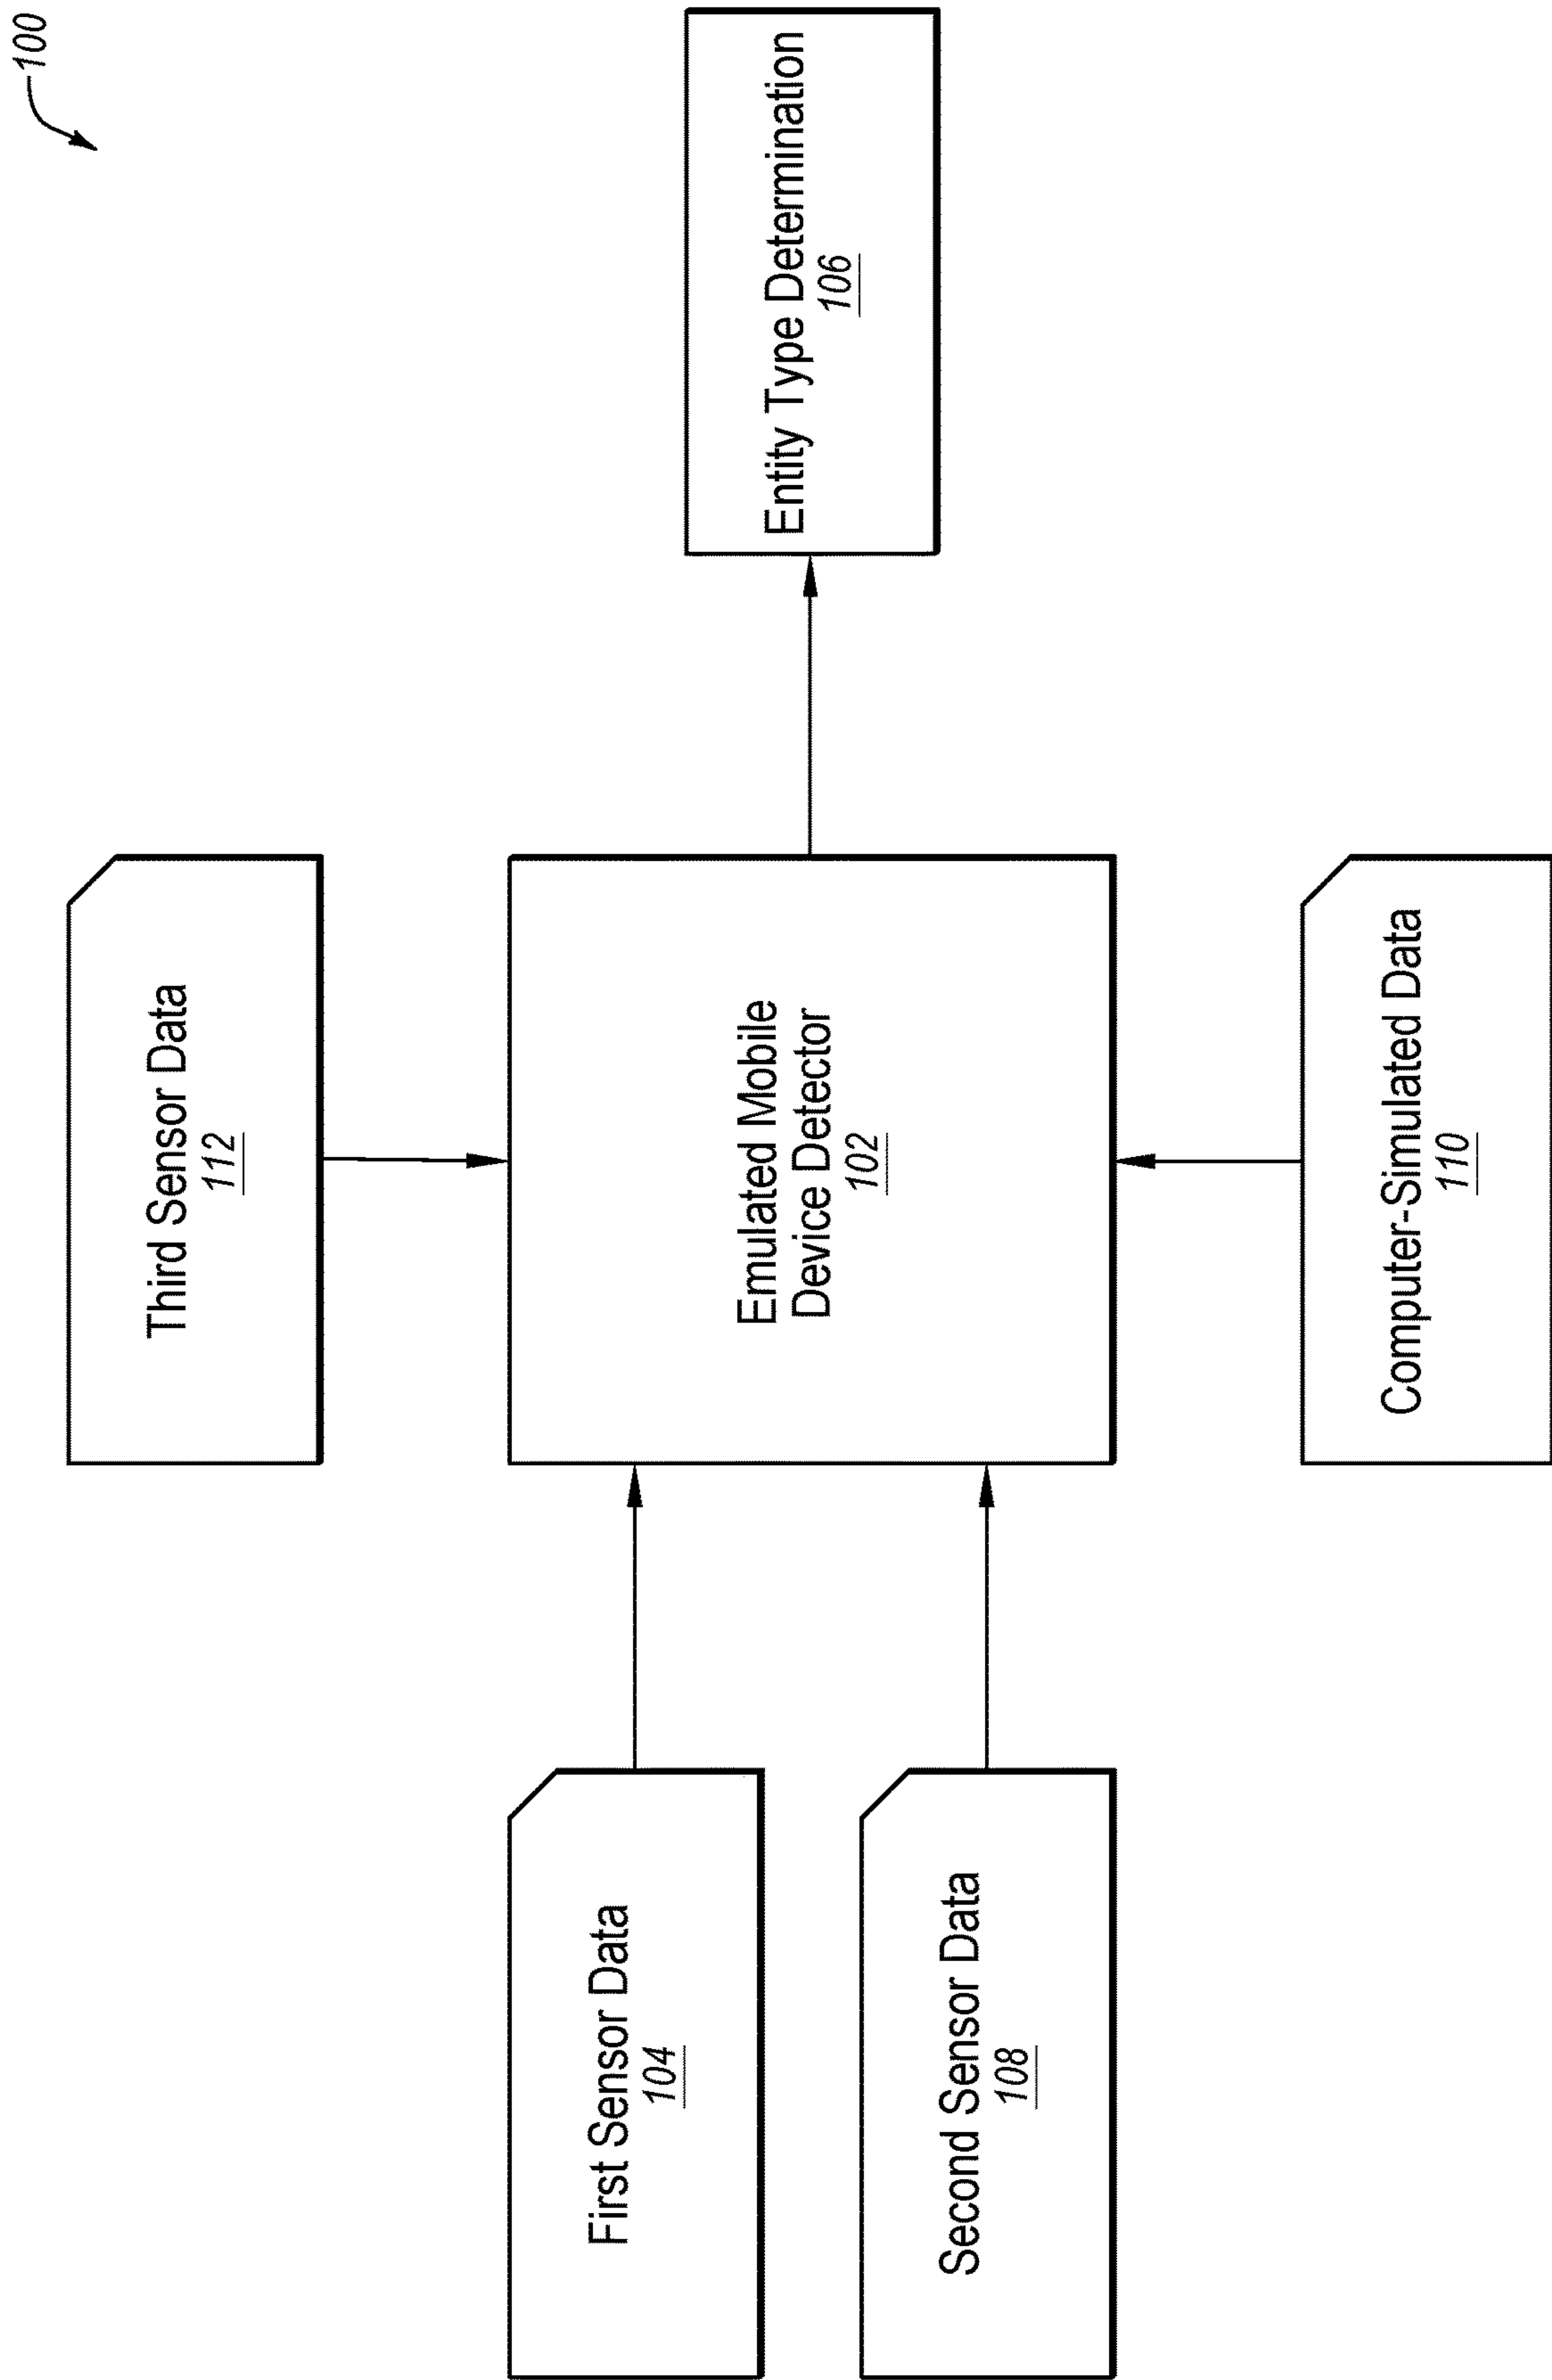 100
Third Sensor Data
112
First Sensor Data
104
Emulated Mobile
Device Detector
102
Entity Type Determination
106
Second Sensor Data
108
Computer-Simulated Data
110